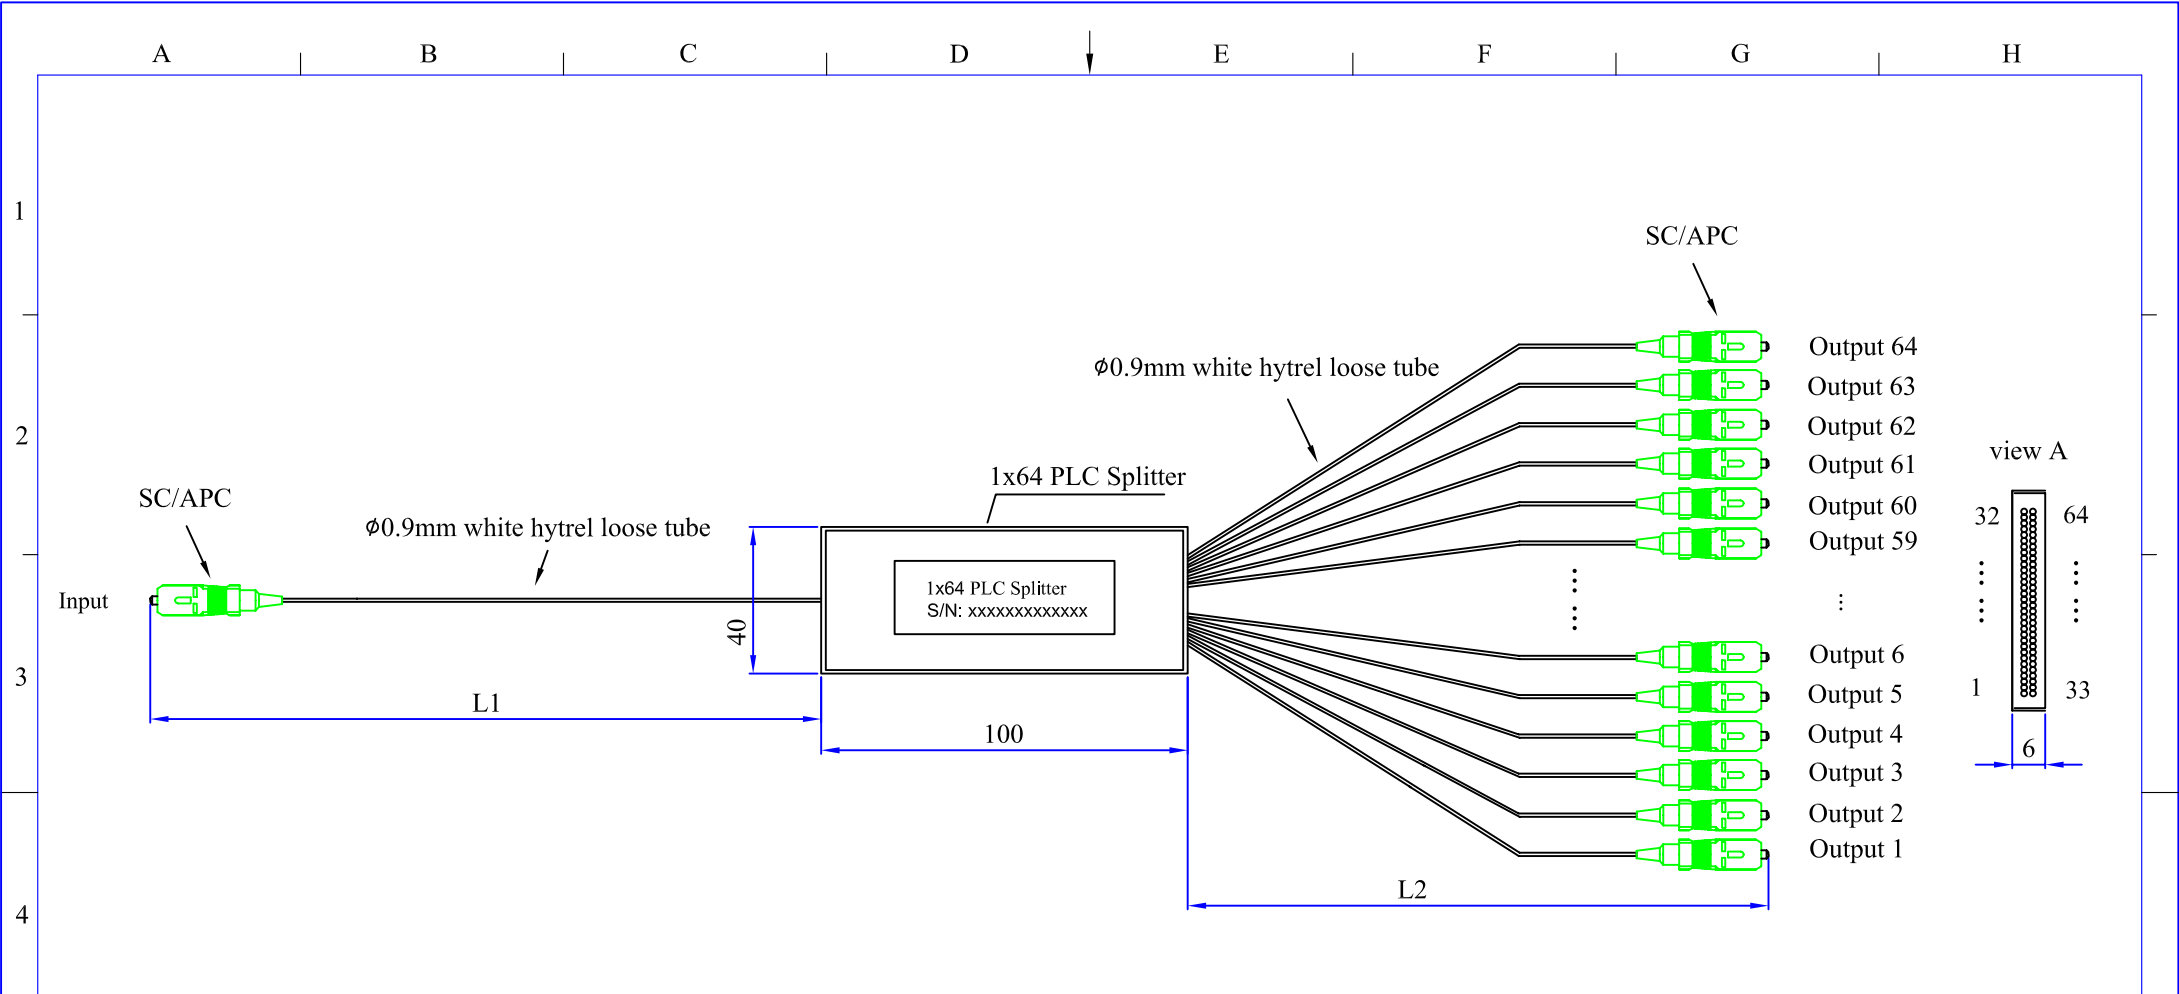 A B C D E F G H
1
SC/APC
Output 64
ϕ0.9mm white hytrel loose tube
Output 63
2
Output 62
Output 61
view A
1x64 PLC Splitter
SC/APC
Output 60
32 64
ϕ0.9mm white hytrel loose tube
Output 59
1x64 PLC Splitter
S/N: xxxxxxxxxxxxx
Input
40
Output 6
3
1 33
Output 5
L1
100
Output 4
6
Output 3
Output 2
Output 1
L2
4